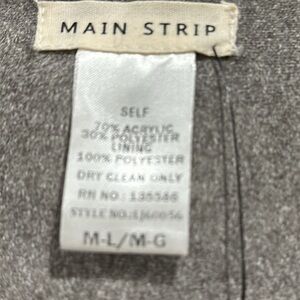 MAIN STRIP
SELF
70% ACRYLIC
30% POLYESTER
LINING
100% POLYESTER
DRY CLEAN ONLY
RN NO.: 135546
STYLE NO.:
M-L/M-G